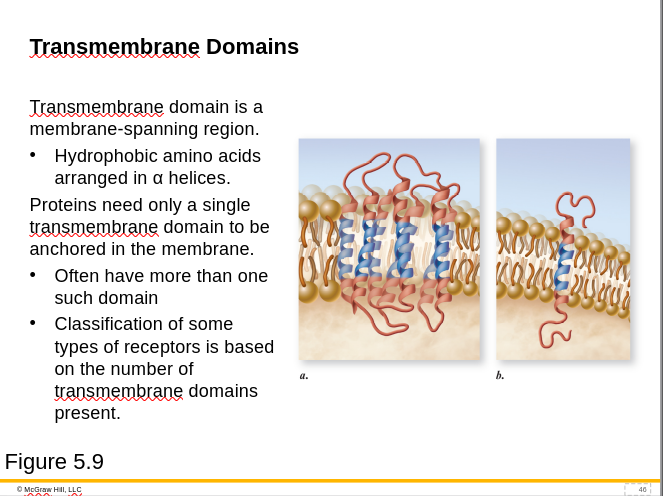 Transmembrane Domains
Transmembrane domain is a
membrane-spanning region.
• Hydrophobic amino acids
arranged in α helices.
Proteins need only a single
transmembrane domain to be
anchored in the membrane.
• Often have more than one
such domain
• Classification of some
types of receptors is based
on the number of
transmembrane domains
present.
a.
b.
Figure 5.9
© McGraw Hill, LLC
46